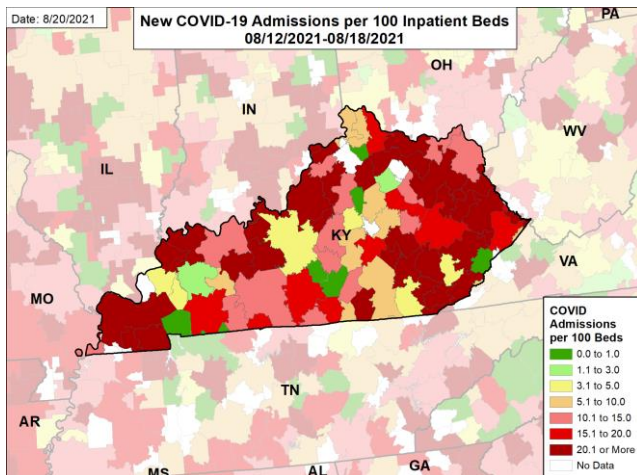 Date: 8/20/2021
New COVID-19 Admissions per 100 Inpatient Beds
08/12/2021-08/18/2021
PA
OH
IN
WV
IL
KY
VA
MO
TN
AR
MS
AL
GA
COVID
Admissions
per 100 Beds
0.0 to 1.0
1.1 to 3.0
3.1 to 5.0
5.1 to 10.0
10.1 to 15.0
15.1 to 20.0
20.1 or More
No Data